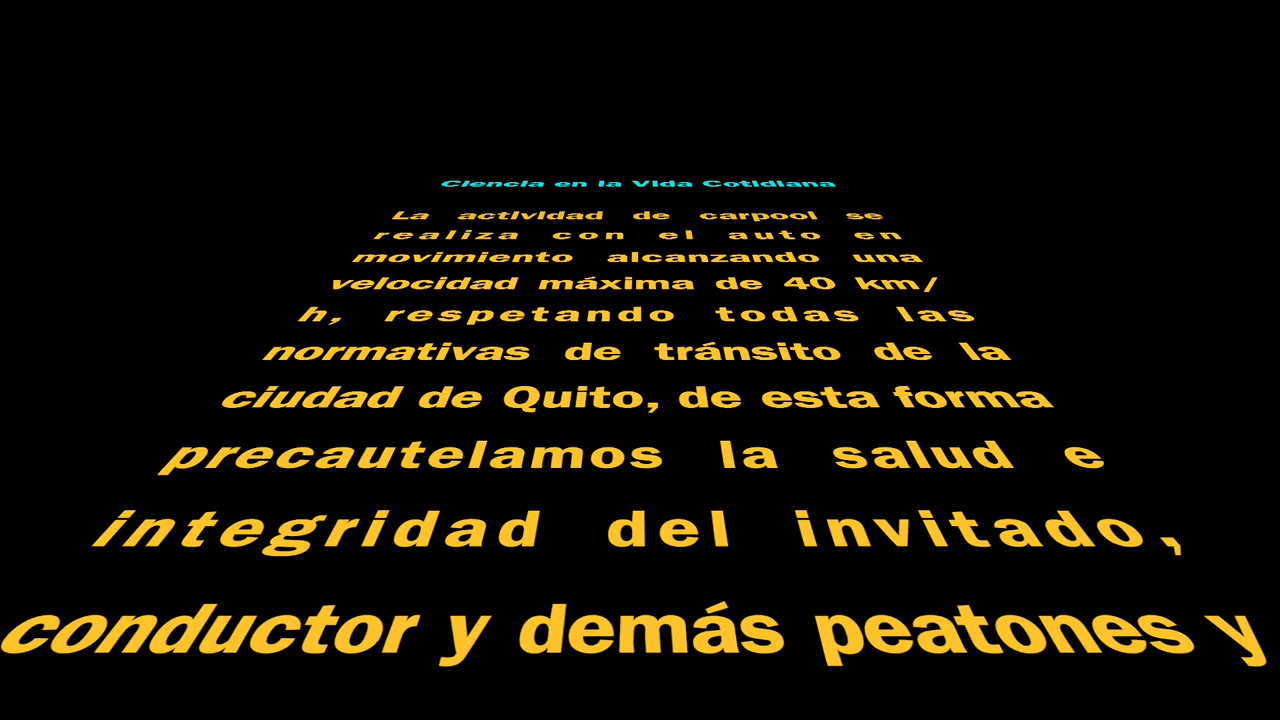 Ciencia en la Vida Cotidiana
La actividad de carpool se
realiza con el auto en
movimiento alcanzando una
velocidad máxima de 40 km/
h, respetando todas las
normativas de tránsito de la
ciudad de Quito, de esta forma
precautelamos la salud e
integridad del invitado,
conductor y demás peatones y